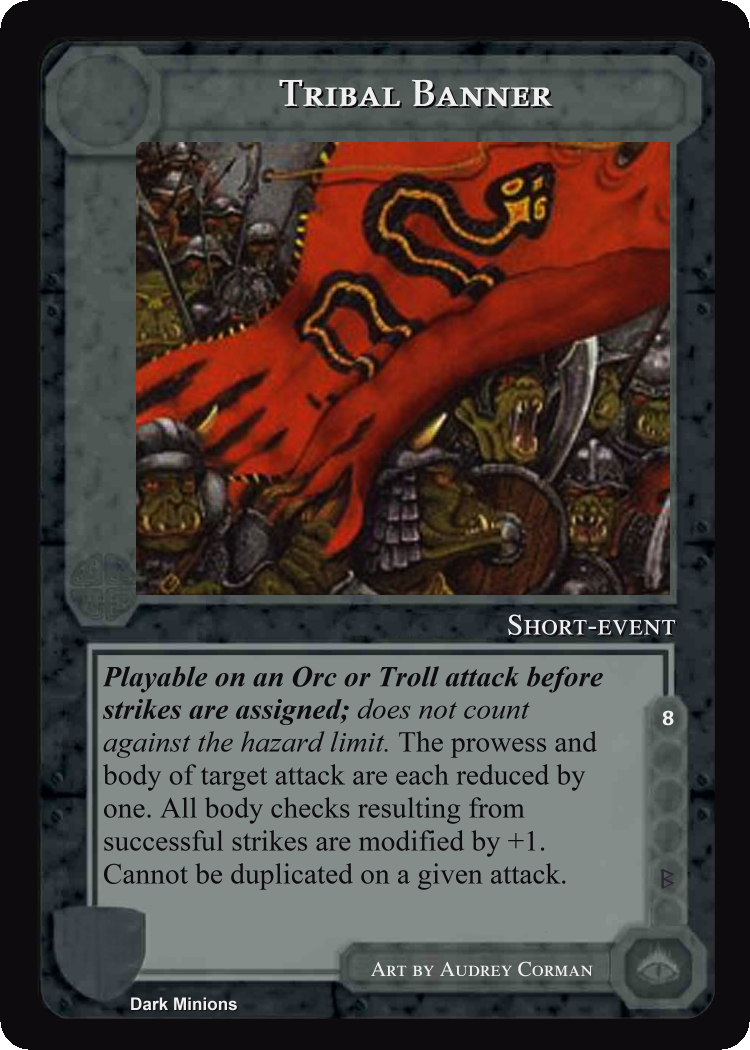 Tribal Banner
Short-event
Playable on an Orc or Troll attack before
strikes are assigned; does not count
against the hazard limit. The prowess and
body of target attack are each reduced by
one. All body checks resulting from
successful strikes are modified by +1.
Cannot be duplicated on a given attack.
8
Art by Audrey Corman
Dark Minions